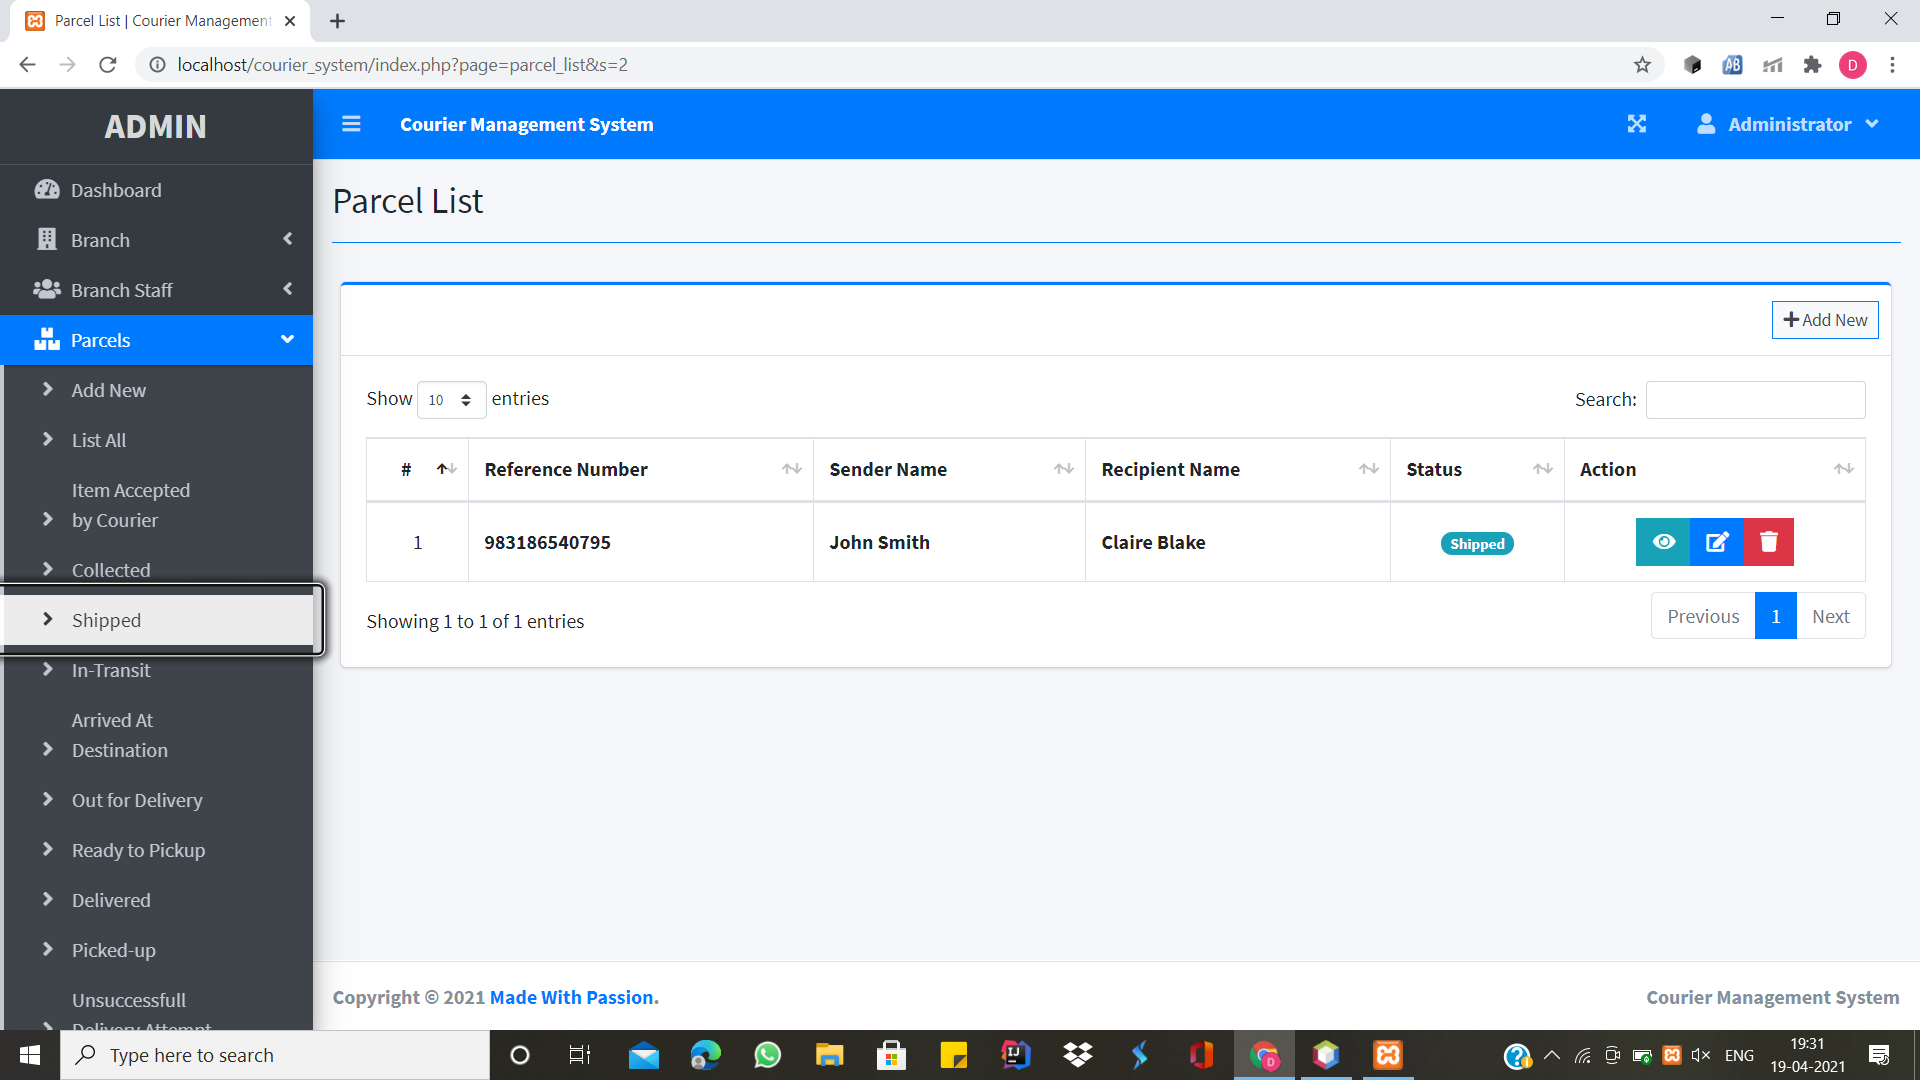 Parcel List | Courier Management
localhost/courier_system/index.php?page=parcel_list&s=2
AB
D
ADMIN
Courier Management System
Administrator
Dashboard
Branch
Branch Staff
Parcels
Add New
List All
Item Accepted
by Courier
Collected
Shipped
In-Transit
Arrived At
Destination
Out for Delivery
Ready to Pickup
Delivered
Picked-up
Unsuccessfull
Delivery Attempt
Parcel List
Add New
Show 10 entries
Search:
# Reference Number Sender Name Recipient Name Status Action
1 983186540795 John Smith Claire Blake Shipped
Showing 1 to 1 of 1 entries
Previous 1 Next
Copyright © 2021 Made With Passion.
Courier Management System
Type here to search
ENG
19:31
19-04-2021